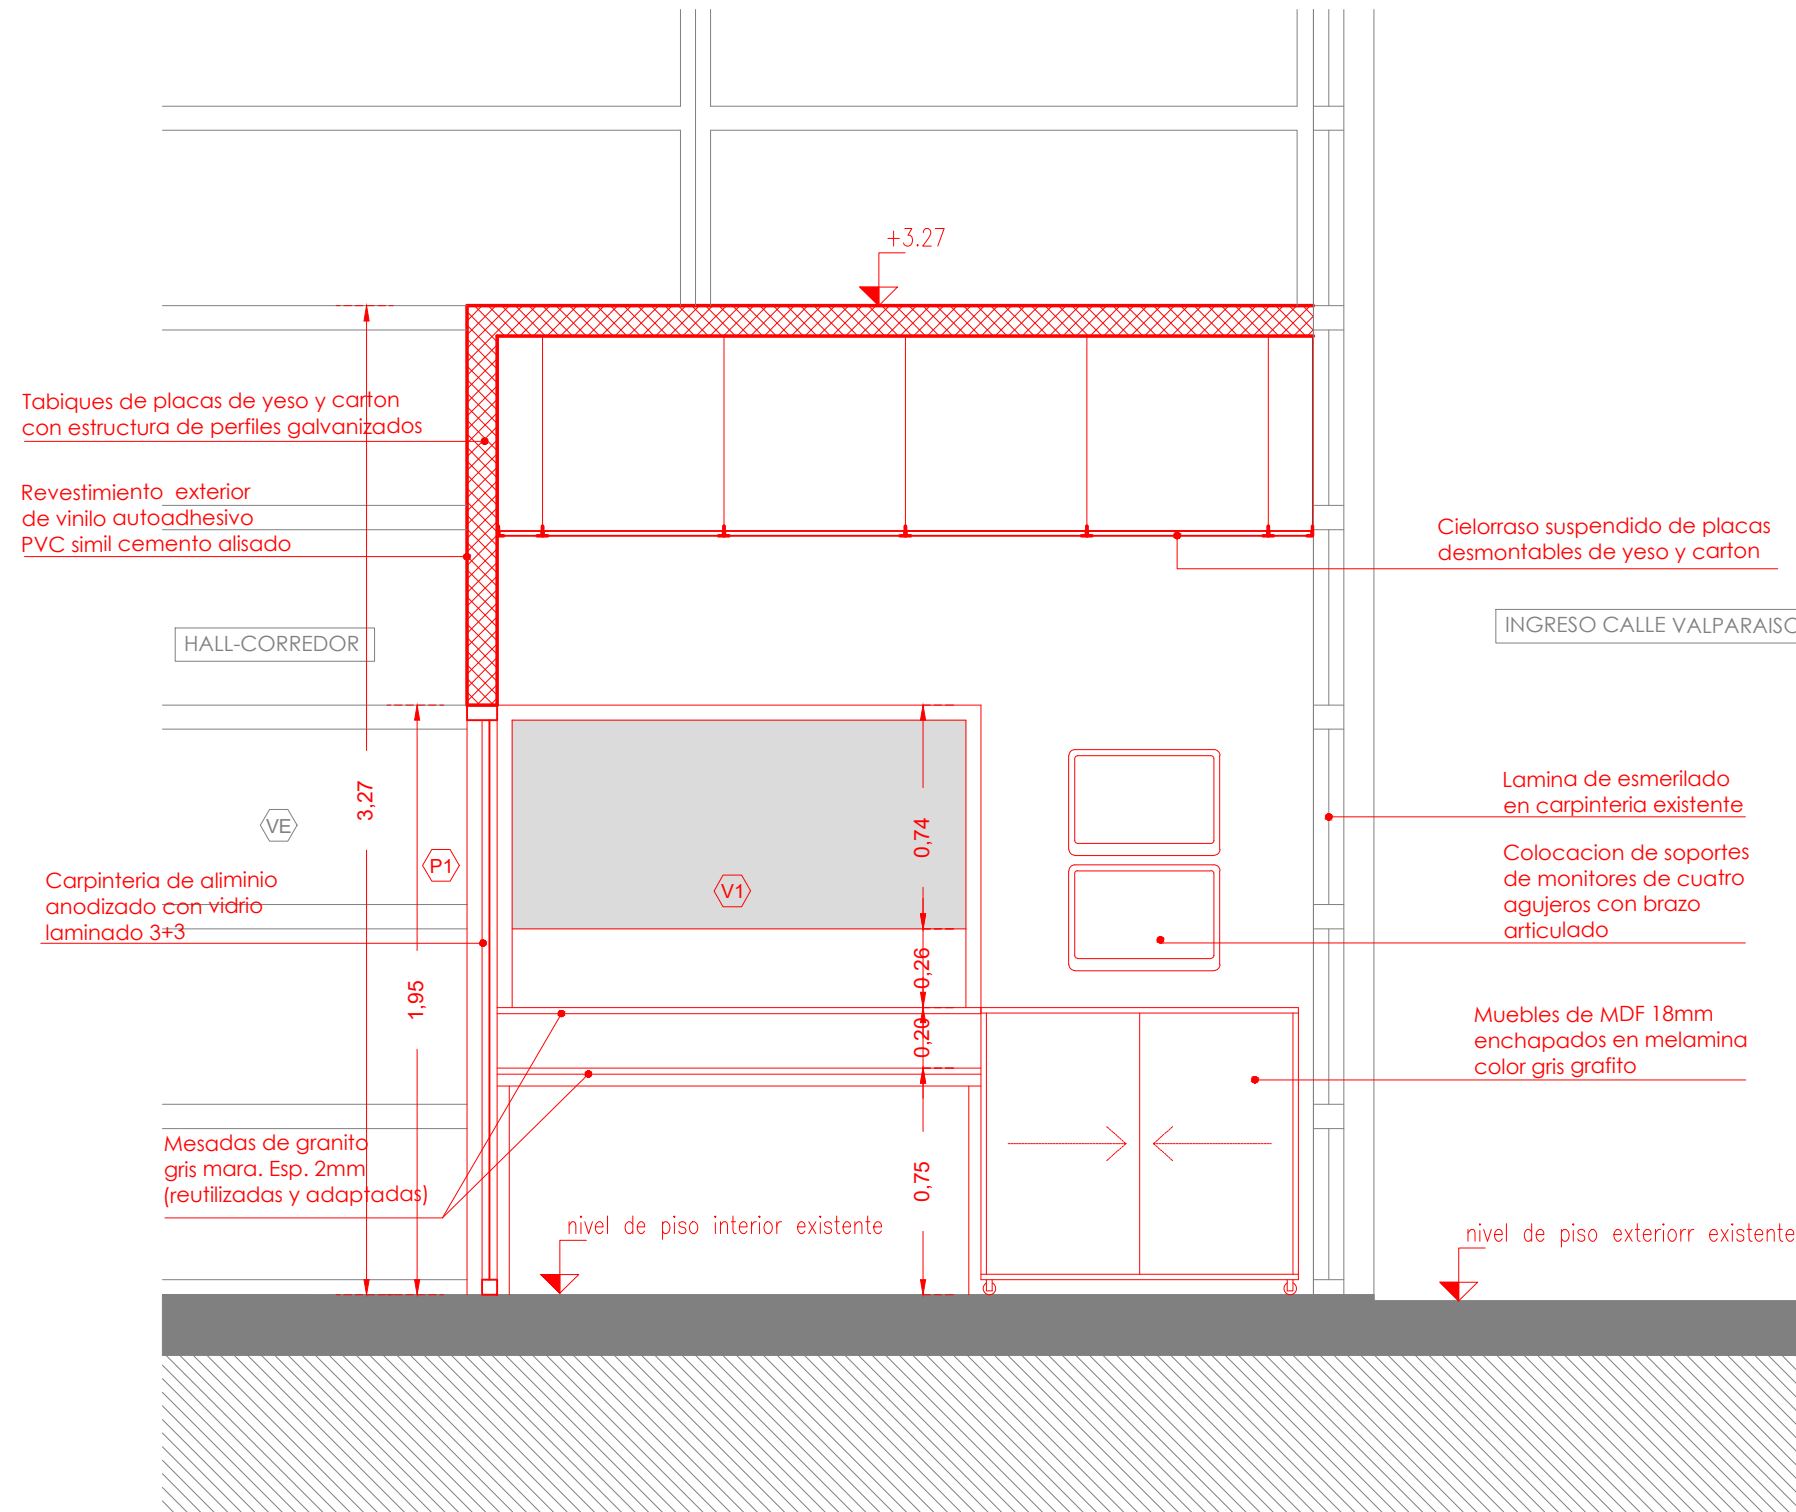 +3.27
Tabiques de placas de yeso y carton
con estructura de perfiles galvanizados
Revestimiento exterior
de vinilo autoadhesivo
PVC simil cemento alisado
Cielorraso suspendido de placas
desmontables de yeso y carton
HALL-CORREDOR
INGRESO CALLE VALPARAISO
3,27
VE
P1
V1
0,74
Lamina de esmerilado
en carpinteria existente
Colocacion de soportes
de monitores de cuatro
agujeros con brazo
articulado
Carpinteria de aliminio
anodizado con vidrio
laminado 3+3
0,26
1,95
0,20
Muebles de MDF 18mm
enchapados en melamina
color gris grafito
Mesadas de granito
gris mara. Esp. 2mm
(reutilizadas y adaptadas)
0,75
nivel de piso interior existente
nivel de piso exteriorr existente